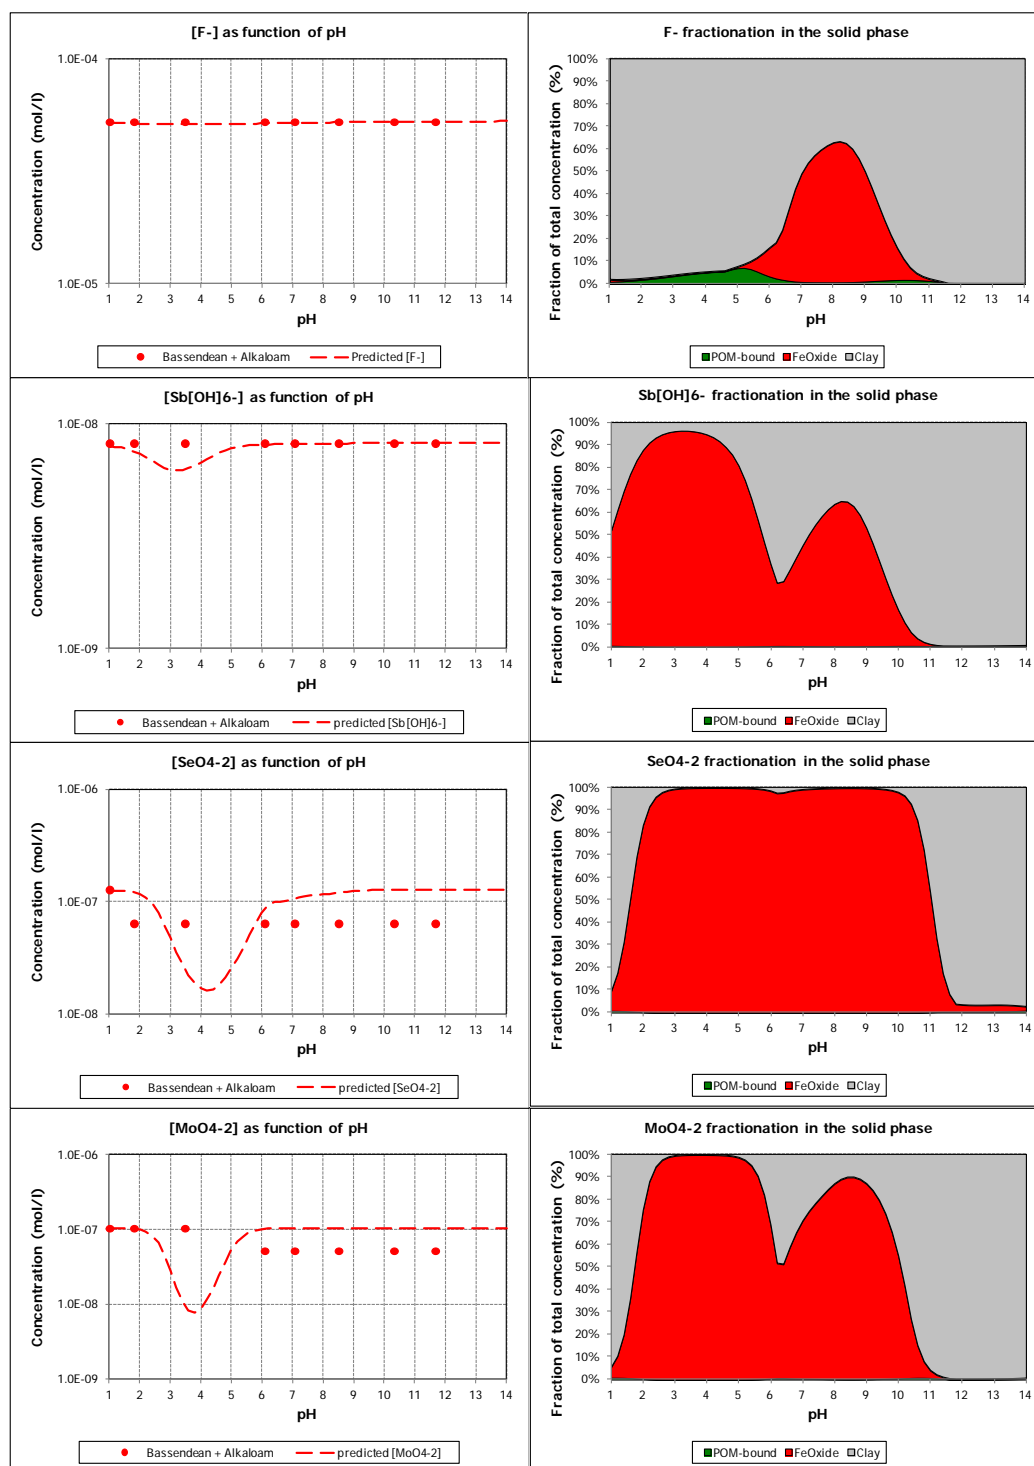 [F-] as function of pH
1.0E-04
1.0E-05
Concentration (mol/l)
1 2 3 4 5 6 7 8 9 10 11 12 13 14
pH
Bassendean + Alkaloam Predicted [F-]
F- fractionation in the solid phase
100%
90%
80%
70%
60%
50%
40%
30%
20%
10%
0%
Fraction of total concentration (%)
1 2 3 4 5 6 7 8 9 10 11 12 13 14
pH
POM-bound FeOxide Clay
[Sb[OH]6-] as function of pH
1.0E-08
1.0E-09
Concentration (mol/l)
1 2 3 4 5 6 7 8 9 10 11 12 13 14
pH
Bassendean + Alkaloam predicted [Sb[OH]6-]
Sb[OH]6- fractionation in the solid phase
100%
90%
80%
70%
60%
50%
40%
30%
20%
10%
0%
Fraction of total concentration (%)
1 2 3 4 5 6 7 8 9 10 11 12 13 14
pH
POM-bound FeOxide Clay
[SeO4-2] as function of pH
1.0E-06
1.0E-07
1.0E-08
Concentration (mol/l)
1 2 3 4 5 6 7 8 9 10 11 12 13 14
pH
Bassendean + Alkaloam predicted [SeO4-2]
SeO4-2 fractionation in the solid phase
100%
90%
80%
70%
60%
50%
40%
30%
20%
10%
0%
Fraction of total concentration (%)
1 2 3 4 5 6 7 8 9 10 11 12 13 14
pH
POM-bound FeOxide Clay
[MoO4-2] as function of pH
1.0E-06
1.0E-07
1.0E-08
1.0E-09
Concentration (mol/l)
1 2 3 4 5 6 7 8 9 10 11 12 13 14
pH
Bassendean + Alkaloam predicted [MoO4-2]
MoO4-2 fractionation in the solid phase
100%
90%
80%
70%
60%
50%
40%
30%
20%
10%
0%
Fraction of total concentration (%)
1 2 3 4 5 6 7 8 9 10 11 12 13 14
pH
POM-bound FeOxide Clay